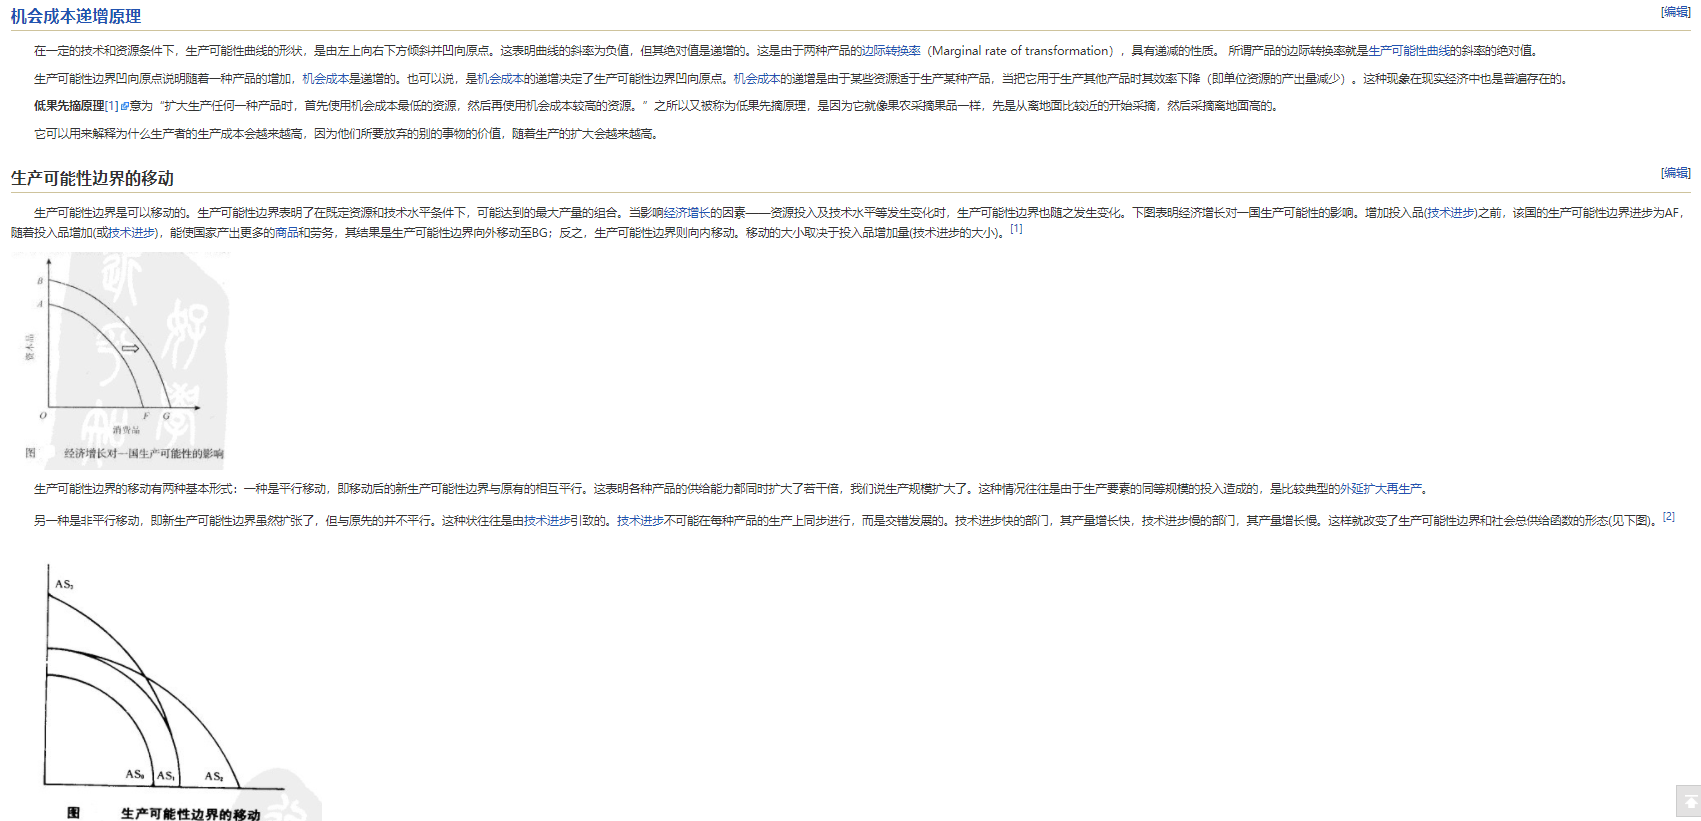 机会成本递增原理
[编辑]
在一定的技术和资源条件下，生产可能性曲线的形状，是由左上向右下方倾斜并凹向原点。这表明曲线的斜率为负值，但其绝对值是递增的。这是由于两种产品的边际转换率（Marginal rate of transformation），具有递减的性质。 所谓产品的边际转换率就是生产可能性曲线的斜率的绝对值。
生产可能性边界凹向原点说明随着一种产品的增加，机会成本是递增的。也可以说，是机会成本的递增决定了生产可能性边界凹向原点。机会成本的递增是由于某些资源适于生产某种产品，当把它用于生产其他产品时其效率下降（即单位资源的产出量减少）。这种现象在现实经济中也是普遍存在的。
低果先摘原理[1]意为“扩大生产任何一种产品时，首先使用机会成本最低的资源，然后再使用机会成本较高的资源。”之所以又被称为低果先摘原理，是因为它就像果农采摘果品一样，先是从离地面比较近的开始采摘，然后采摘离地面高的。
它可以用来解释为什么生产者的生产成本会越来越高，因为他们所要放弃的别的事物的价值，随着生产的扩大会越来越高。
生产可能性边界的移动
[编辑]
生产可能性边界是可以移动的。生产可能性边界表明了在既定资源和技术水平条件下，可能达到的最大产量的组合。当影响经济增长的因素——资源投入及技术水平等发生变化时，生产可能性边界也随之发生变化。下图表明经济增长对一国生产可能性的影响。增加投入品(技术进步)之前，该国的生产可能性边界进步为AF，
随着投入品增加(或技术进步)，能使国家产出更多的商品和劳务，其结果是生产可能性边界向外移动至BG；反之，生产可能性边界则向内移动。移动的大小取决于投入品增加量(技术进步的大小)。[1]
B
A
资本品
O
F
G
消费品
图 经济增长对一国生产可能性的影响
生产可能性边界的移动有两种基本形式：一种是平行移动，即移动后的新生产可能性边界与原有的相互平行。这表明各种产品的供给能力都同时扩大了若干倍，我们说生产规模扩大了。这种情况往往是由于生产要素的同等规模的投入造成的，是比较典型的外延扩大再生产。
另一种是非平行移动，即新生产可能性边界虽然扩张了，但与原先的并不平行。这种状往往是由技术进步引致的。技术进步不可能在每种产品的生产上同步进行，而是交错发展的。技术进步快的部门，其产量增长快，技术进步慢的部门，其产量增长慢。这样就改变了生产可能性边界和社会总供给函数的形态(见下图)。[2]
AS₂
AS₀
AS₁
AS₂
图 生产可能性边界的移动